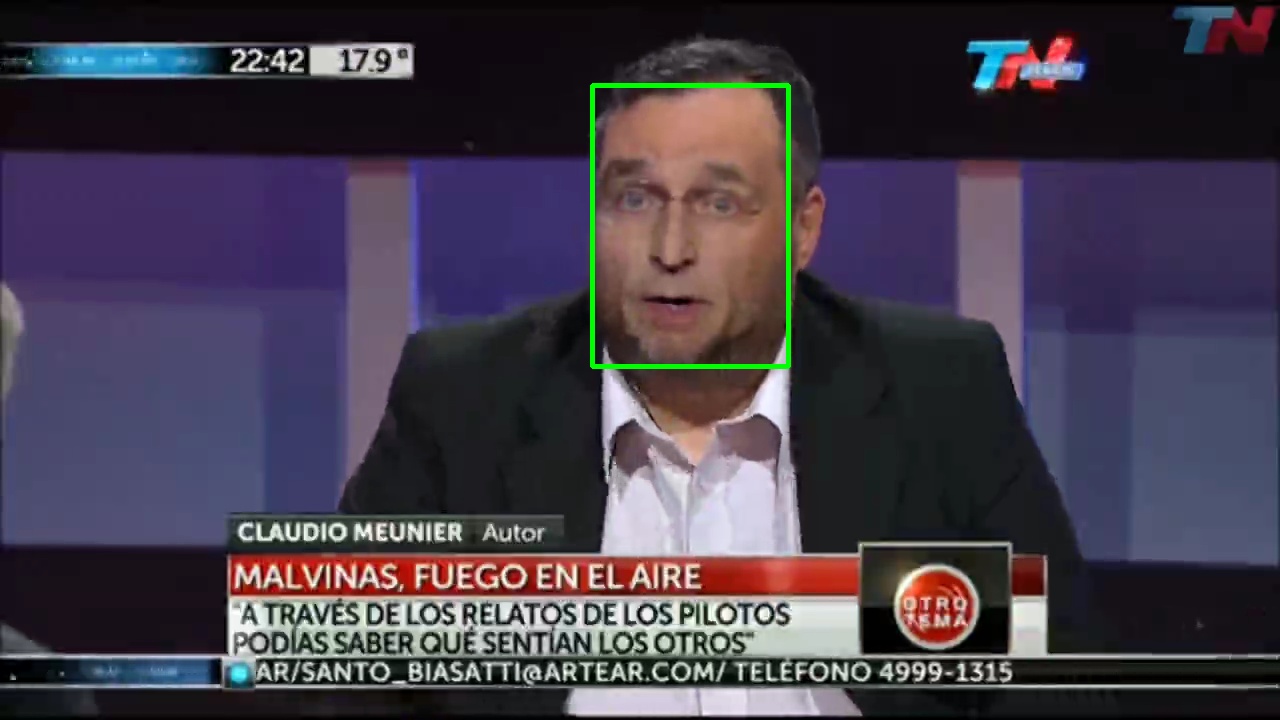 TN
22:42 17.9°
TN
CLAUDIO MEUNIER Autor
MALVINAS, FUEGO EN EL AIRE
"A TRAVÉS DE LOS RELATOS DE LOS PILOTOS
PODÍAS SABER QUÉ SENTÍAN LOS OTROS"
OTRO
TEMA
AR/SANTO_BIASATTI@ARTEAR.COM/ TELÉFONO 4999-1315